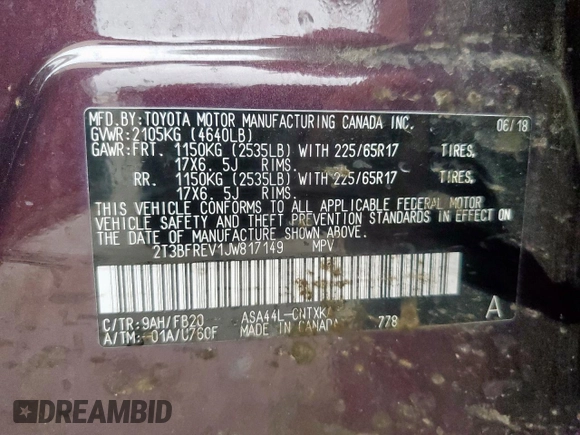 MFD.BY:TOYOTA MOTOR MANUFACTURING CANADA INC. 06/18
GVWR:2105KG (4640LB)
GAWR:FRT. 1150KG (2535LB) WITH 225/65R17 TIRES,
17X6. 5J RIMS.
RR. 1150KG (2535LB) WITH 225/65R17 TIRES,
17X6. 5J RIMS.
THIS VEHICLE CONFORMS TO ALL APPLICABLE FEDERAL MOTOR
VEHICLE SAFETY AND THEFT PREVENTION STANDARDS IN EFFECT ON
THE DATE OF MANUFACTURE SHOWN ABOVE.
2T3BFREV1JW817149 MPV
C/TR:9AH/FB20 ASA44L-CNTXK
A/TM:-01A/U760F MADE IN CANADA 778 A
DREAMBID